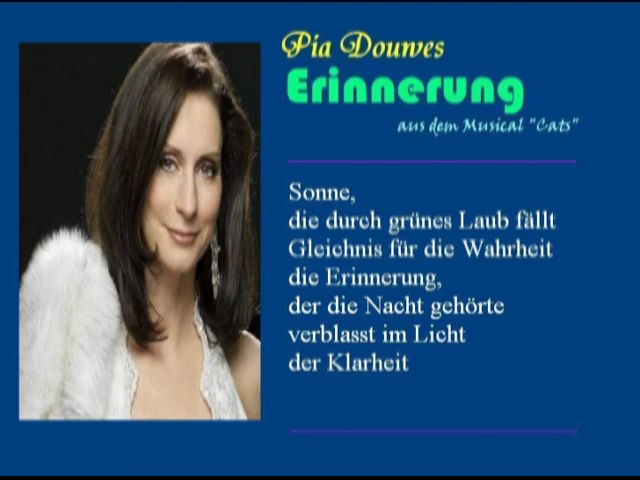 Pia Douwes
Erinnerung
aus dem Musical "Cats"
Sonne,
die durch grünes Laub fällt
Gleichnis für die Wahrheit
die Erinnerung,
der die Nacht gehörte
verblasst im Licht
der Klarheit